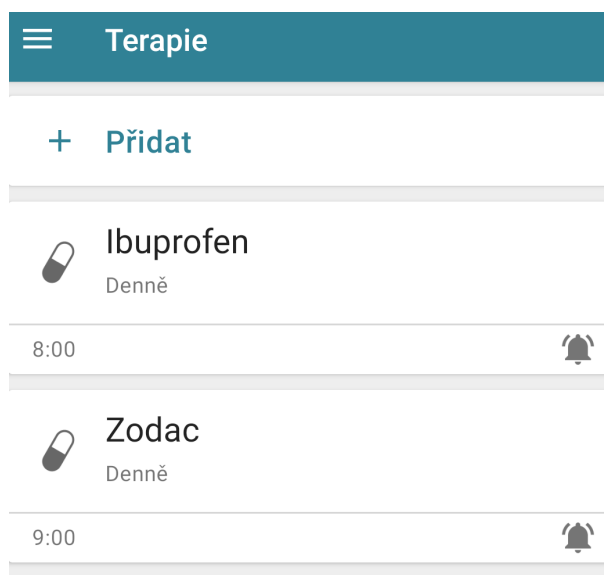 Terapie
+ Přidat
Ibuprofen
Denně
8:00
Zodac
Denně
9:00